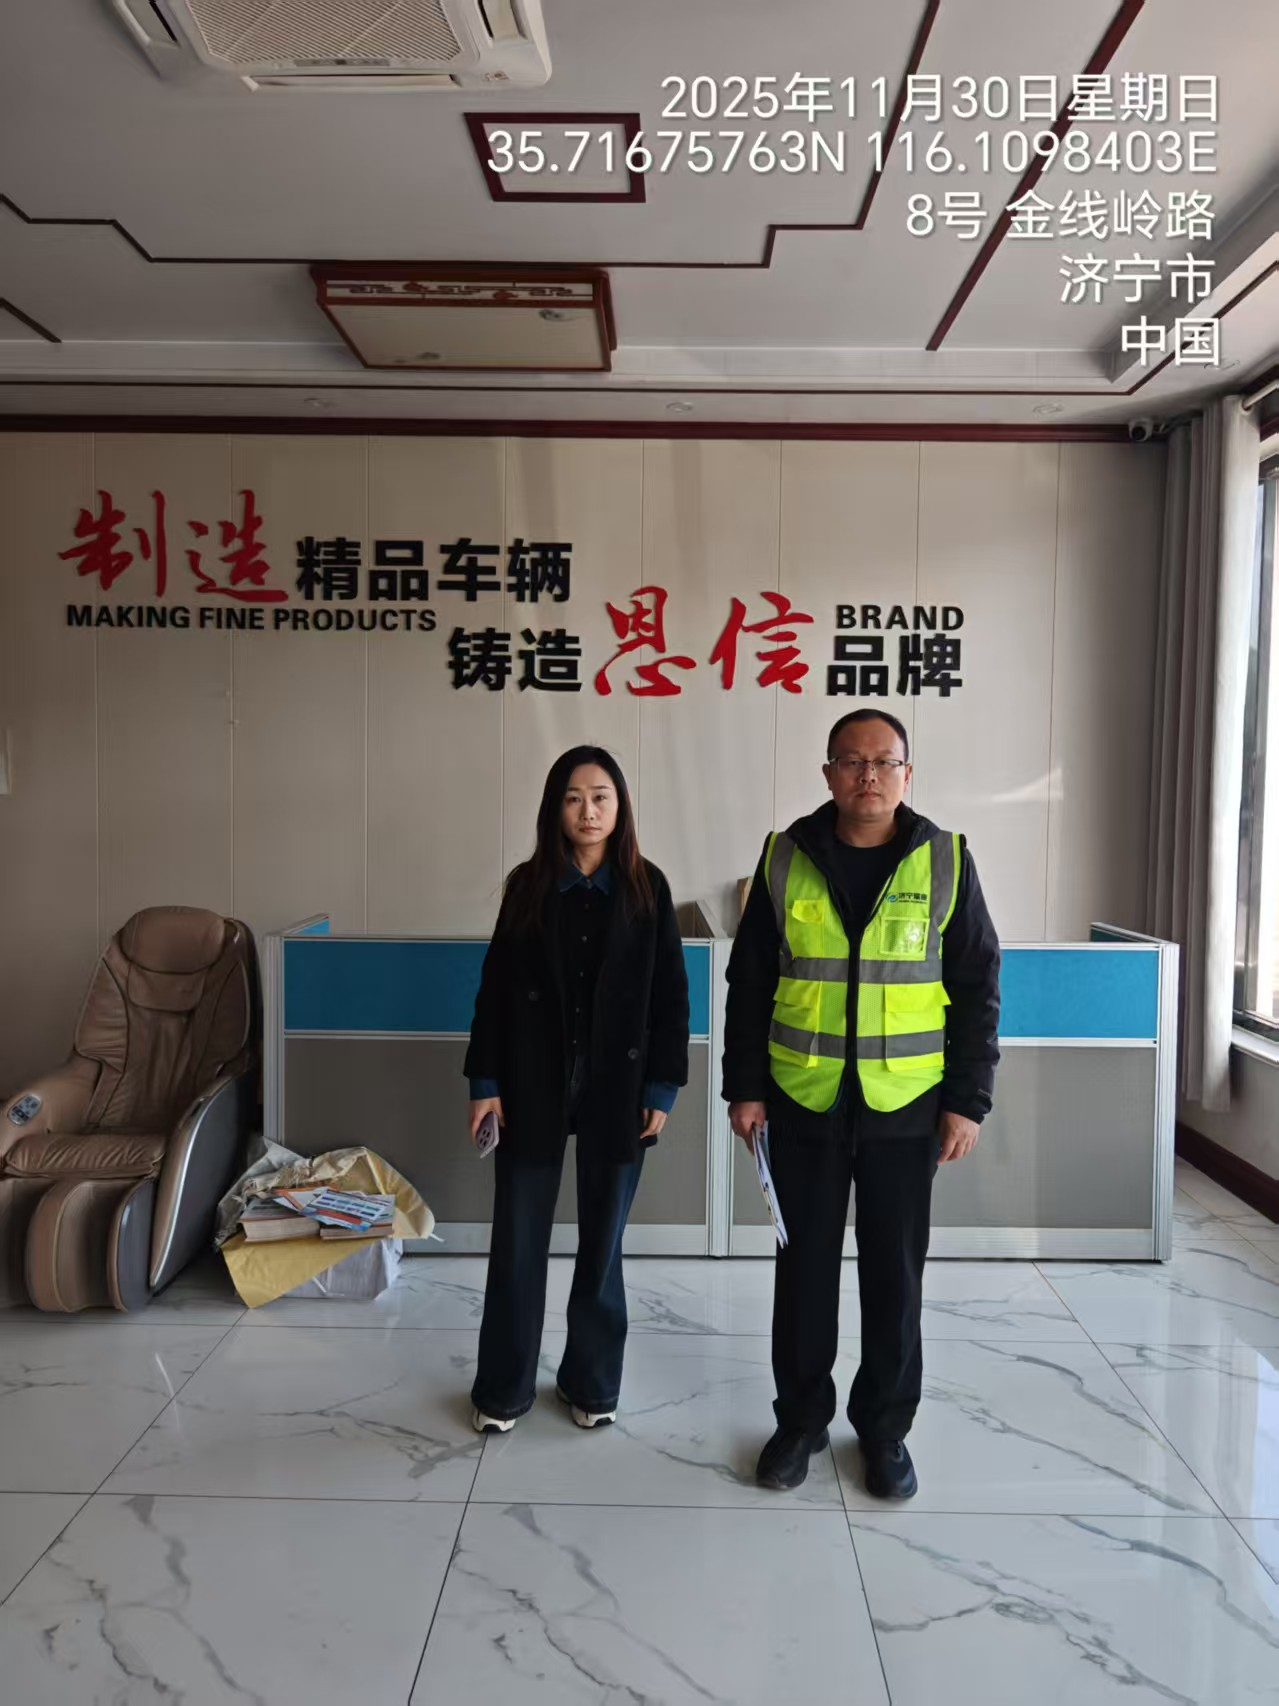 2025年11月30日星期日
35.71675763N 116.1098403E
8号 金线岭路
济宁市
中国
制造精品车辆
MAKING FINE PRODUCTS
铸造恩信品牌
BRAND